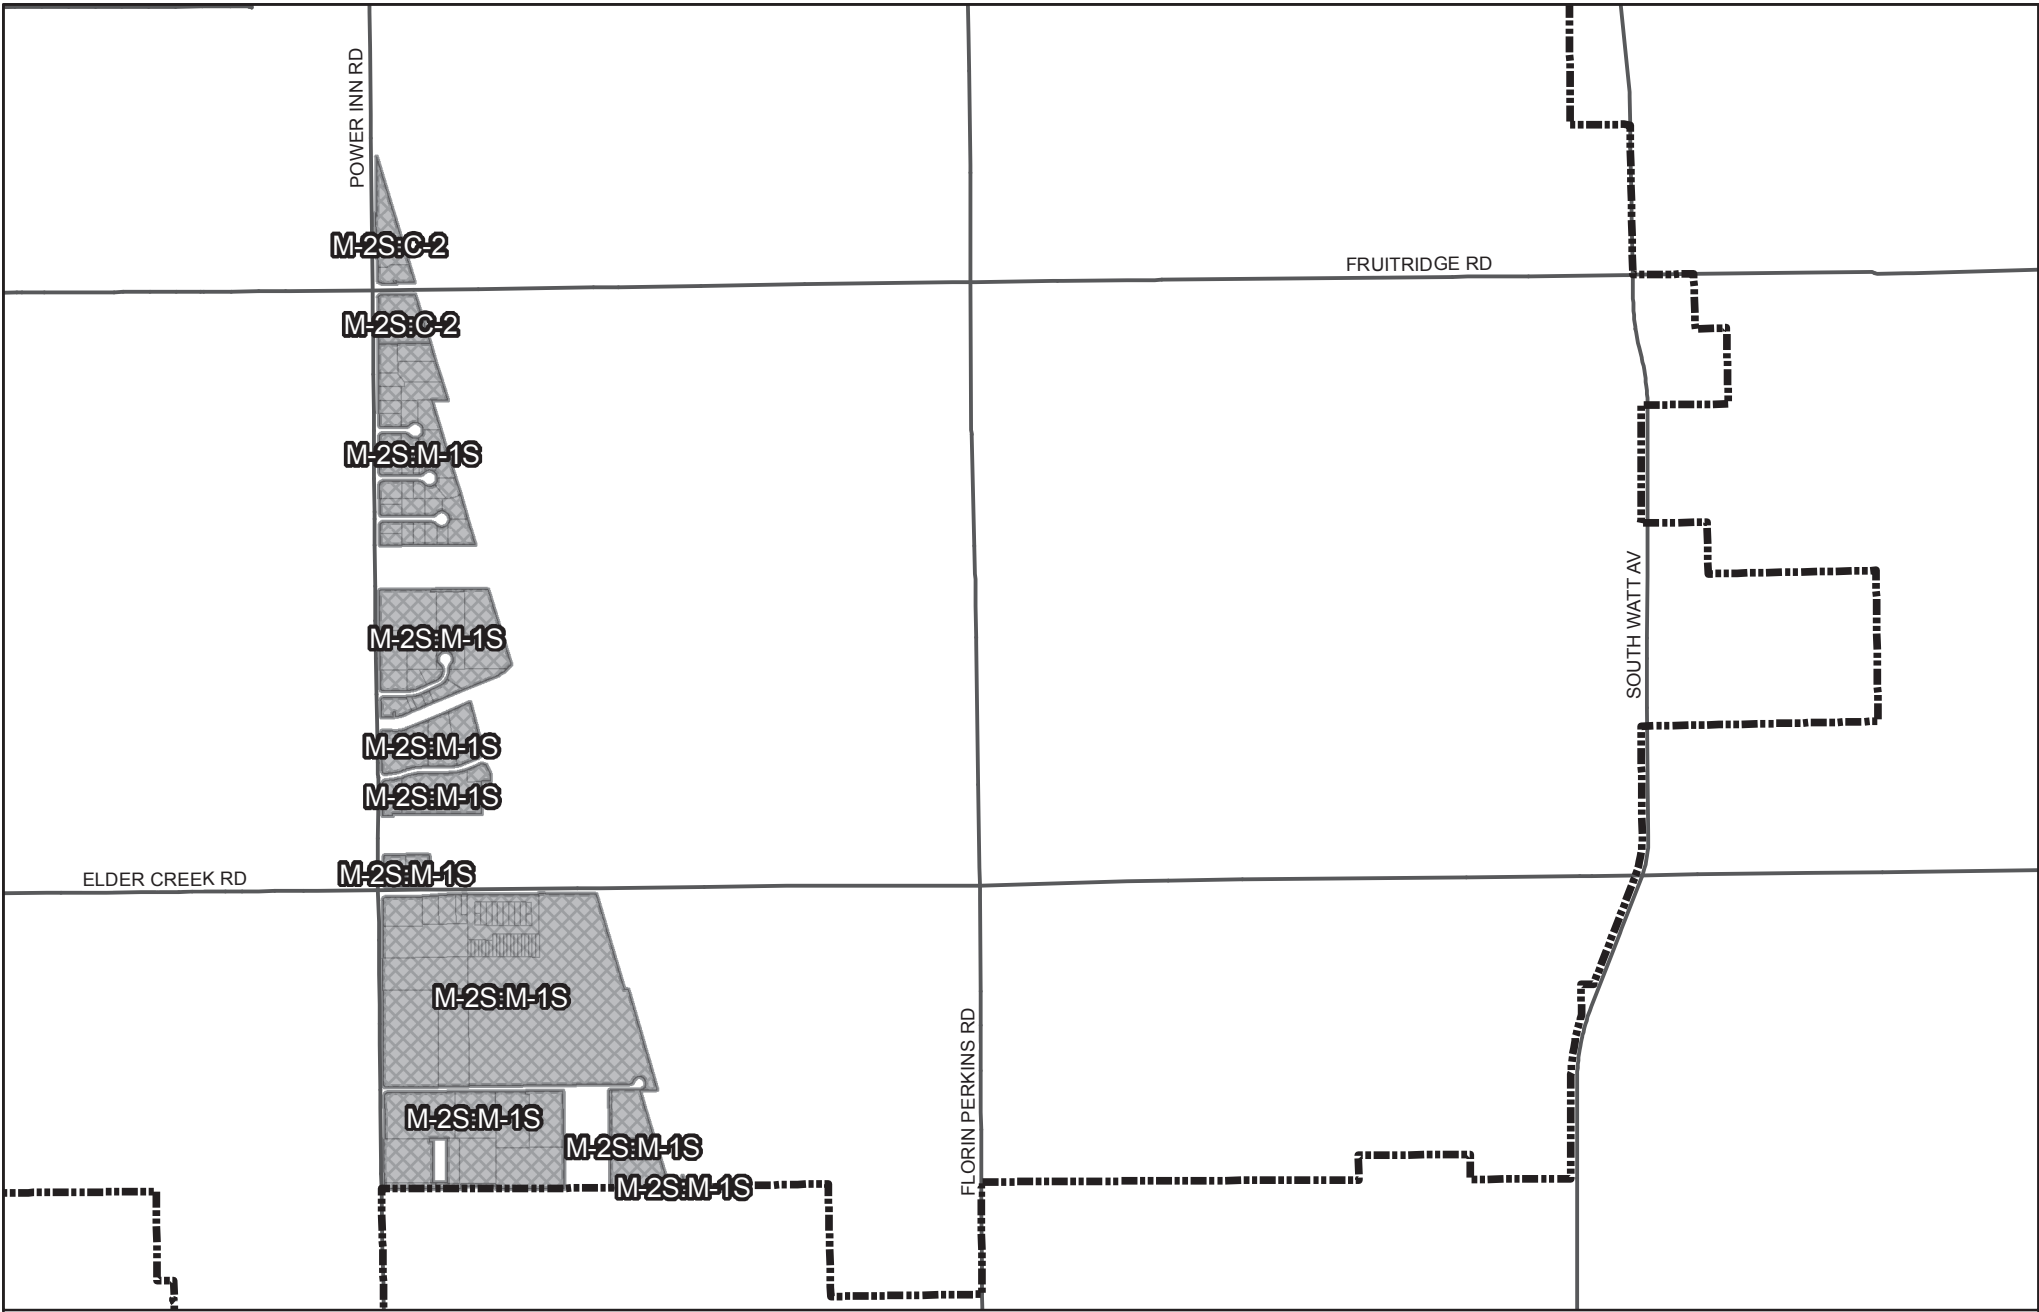 POWER INN RD
M-2S:C-2
FRUITRIDGE RD
M-2S:C-2
M-2S:M-1S
SOUTH WATT AV
M-2S:M-1S
M-2S:M-1S
M-2S:M-1S
M-2S:M-1S
ELDER CREEK RD
M-2S:M-1S
FLORIN PERKINS RD
M-2S:M-1S
M-2S:M-1S
M-2S:M-1S